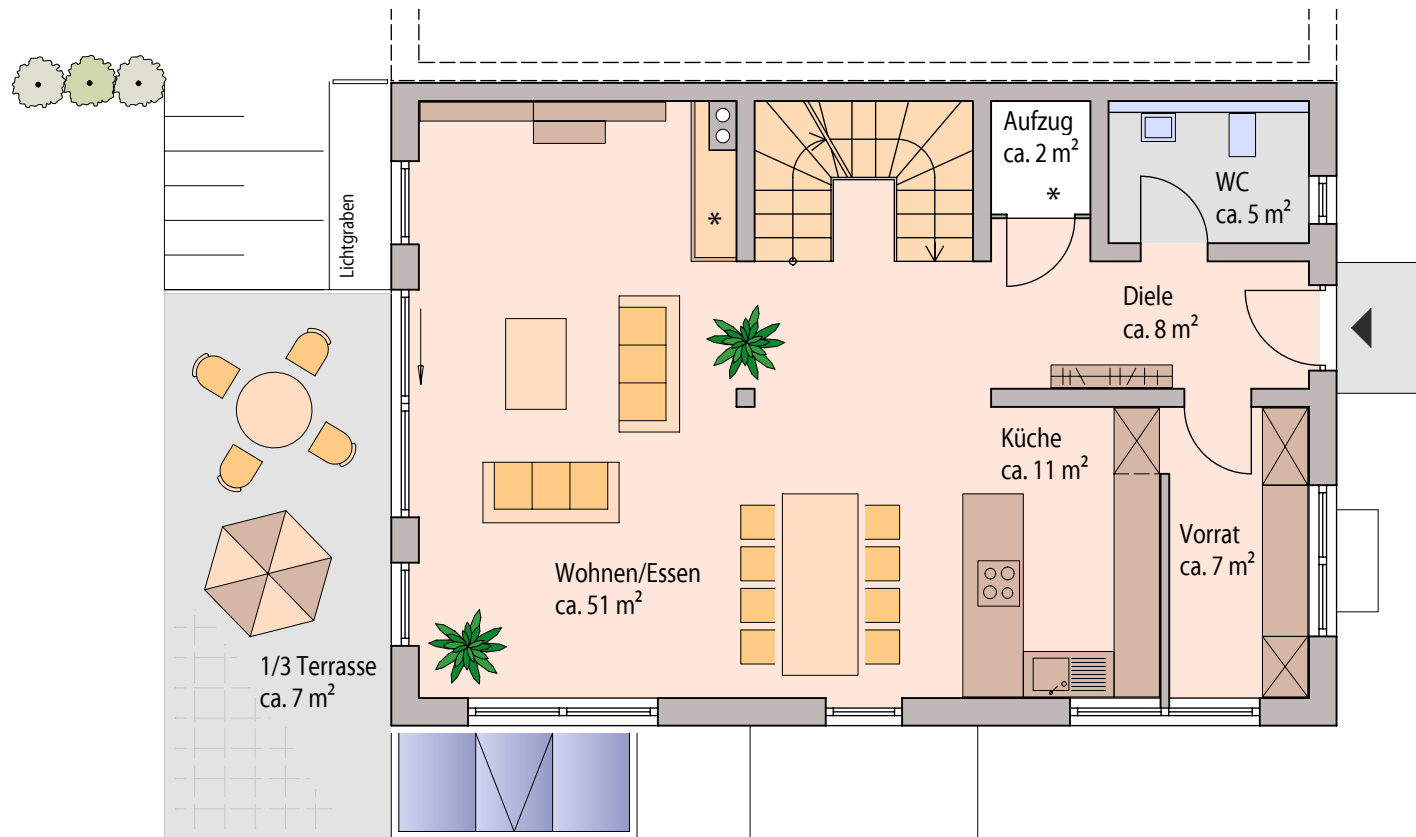 Aufzug
ca. 2 m²
*
WC
ca. 5 m²
Lichtgraben
*
Diele
ca. 8 m²
Küche
ca. 11 m²
Vorrat
ca. 7 m²
Wohnen/Essen
ca. 51 m²
1/3 Terrasse
ca. 7 m²